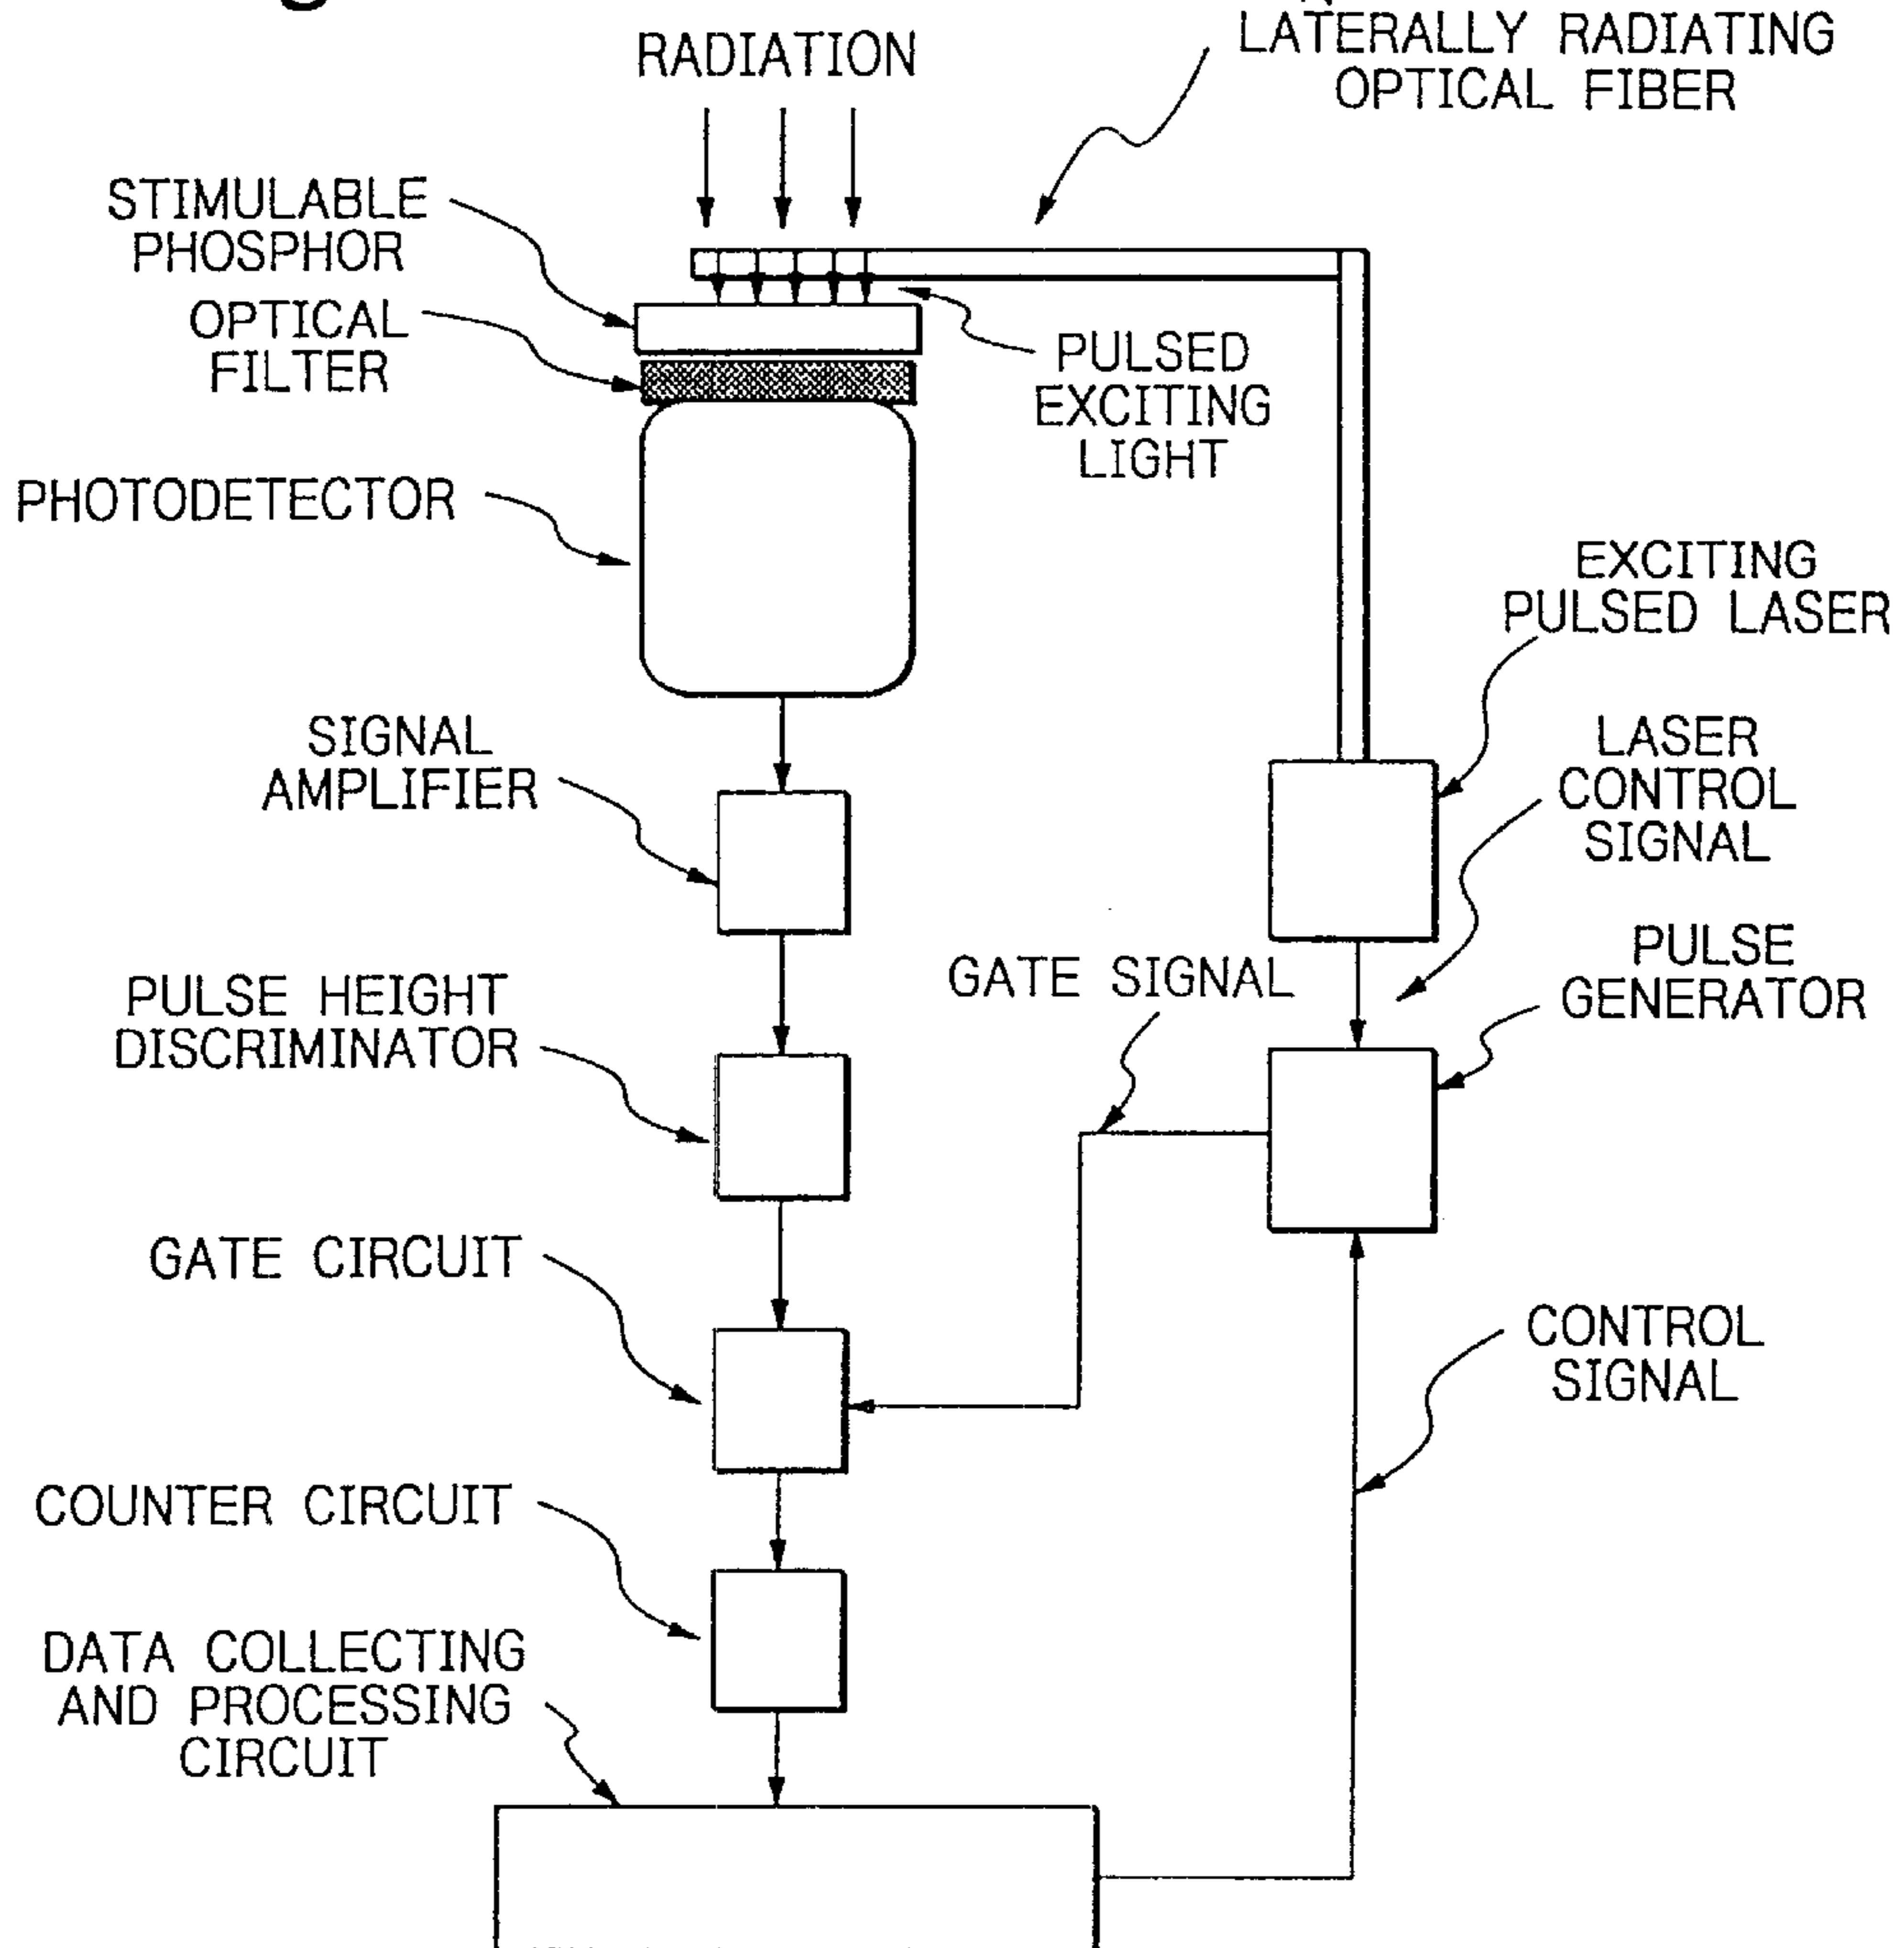 RADIATION
LATERALLY RADIATING
OPTICAL FIBER
STIMULABLE
PHOSPHOR
OPTICAL
FILTER
PULSED
EXCITING
LIGHT
PHOTODETECTOR
EXCITING
PULSED LASER
SIGNAL
AMPLIFIER
LASER
CONTROL
SIGNAL
PULSE
GENERATOR
GATE SIGNAL
PULSE HEIGHT
DISCRIMINATOR
GATE CIRCUIT
CONTROL
SIGNAL
COUNTER CIRCUIT
DATA COLLECTING
AND PROCESSING
CIRCUIT